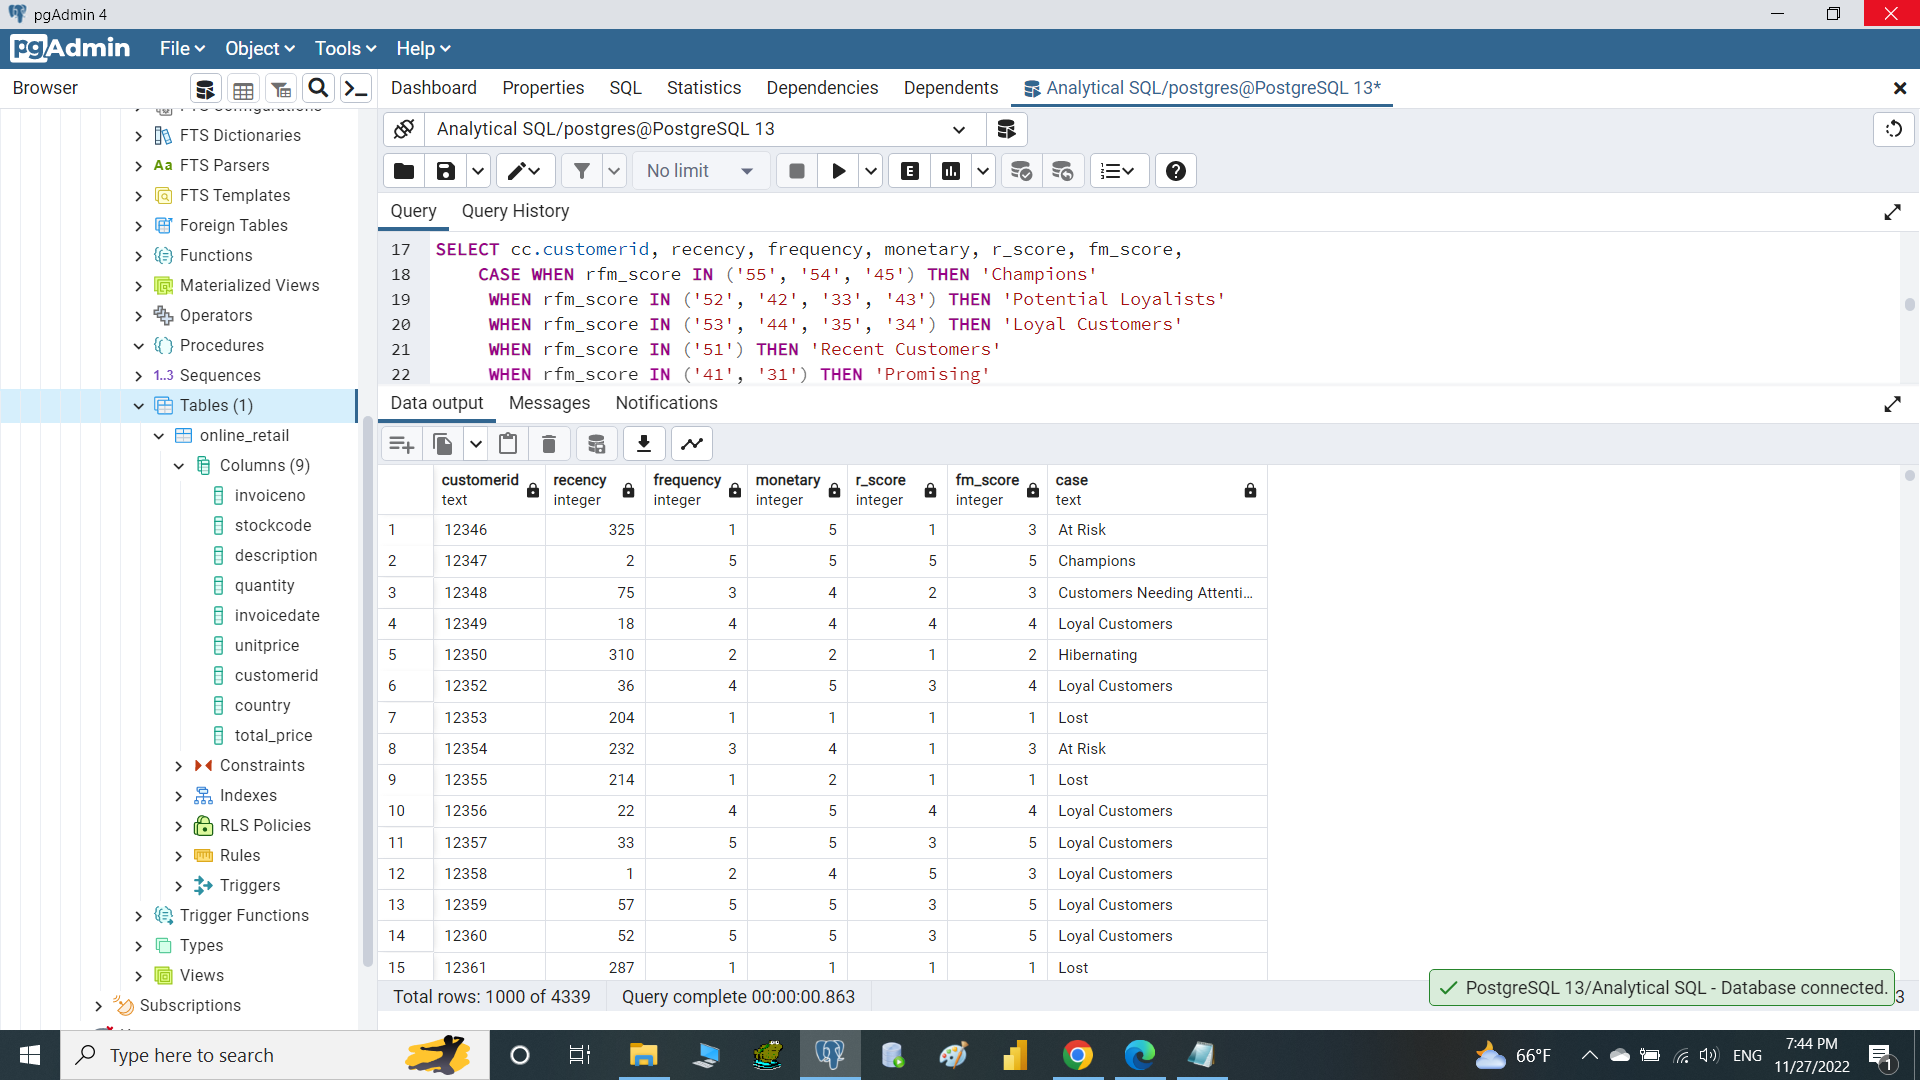 pgAdmin 4
pgAdmin File Object Tools Help
Browser
Dashboard Properties SQL Statistics Dependencies Dependents Analytical SQL/postgres@PostgreSQL 13*
FTS Dictionaries
Aa FTS Parsers
FTS Templates
Foreign Tables
Functions
Materialized Views
Operators
Procedures
1..3 Sequences
Tables (1)
online_retail
Columns (9)
invoiceno
stockcode
description
quantity
invoicedate
unitprice
customerid
country
total_price
Constraints
Indexes
RLS Policies
Rules
Triggers
Trigger Functions
Types
Views
Subscriptions
Analytical SQL/postgres@PostgreSQL 13
No limit
E
Query Query History
17 SELECT cc.customerid, recency, frequency, monetary, r_score, fm_score,
18 CASE WHEN rfm_score IN ('55', '54', '45') THEN 'Champions'
19 WHEN rfm_score IN ('52', '42', '33', '43') THEN 'Potential Loyalists'
20 WHEN rfm_score IN ('53', '44', '35', '34') THEN 'Loyal Customers'
21 WHEN rfm_score IN ('51') THEN 'Recent Customers'
22 WHEN rfm_score IN ('41', '31') THEN 'Promising'
Data output Messages Notifications
customerid recency frequency monetary r_score fm_score case
text integer integer integer integer integer text
1 12346 325 1 5 1 3 At Risk
2 12347 2 5 5 5 5 Champions
3 12348 75 3 4 2 3 Customers Needing Attenti...
4 12349 18 4 4 4 4 Loyal Customers
5 12350 310 2 2 1 2 Hibernating
6 12352 36 4 5 3 4 Loyal Customers
7 12353 204 1 1 1 1 Lost
8 12354 232 3 4 1 3 At Risk
9 12355 214 1 2 1 1 Lost
10 12356 22 4 5 4 4 Loyal Customers
11 12357 33 5 5 3 5 Loyal Customers
12 12358 1 2 4 5 3 Loyal Customers
13 12359 57 5 5 3 5 Loyal Customers
14 12360 52 5 5 3 5 Loyal Customers
15 12361 287 1 1 1 1 Lost
Total rows: 1000 of 4339 Query complete 00:00:00.863
PostgreSQL 13/Analytical SQL - Database connected.
3
Type here to search
66°F
ENG
7:44 PM
11/27/2022
1